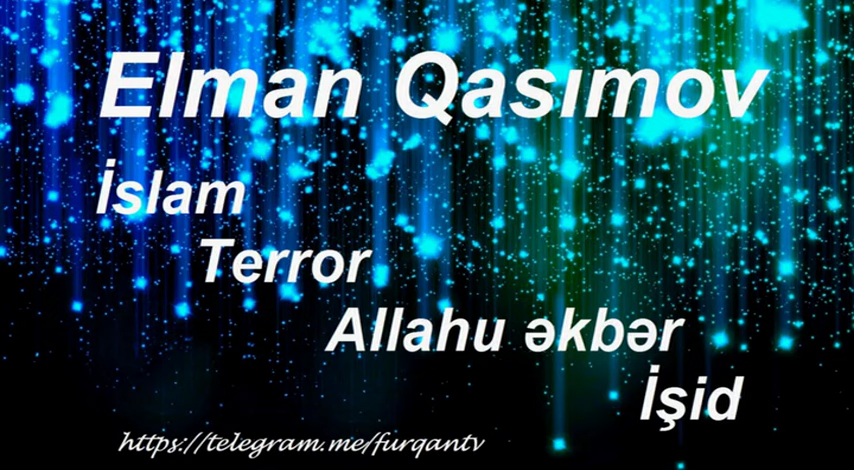 Elman Qasımov
İslam
Terror
Allahu əkbər
İşid
https://telegram.me/furqantv